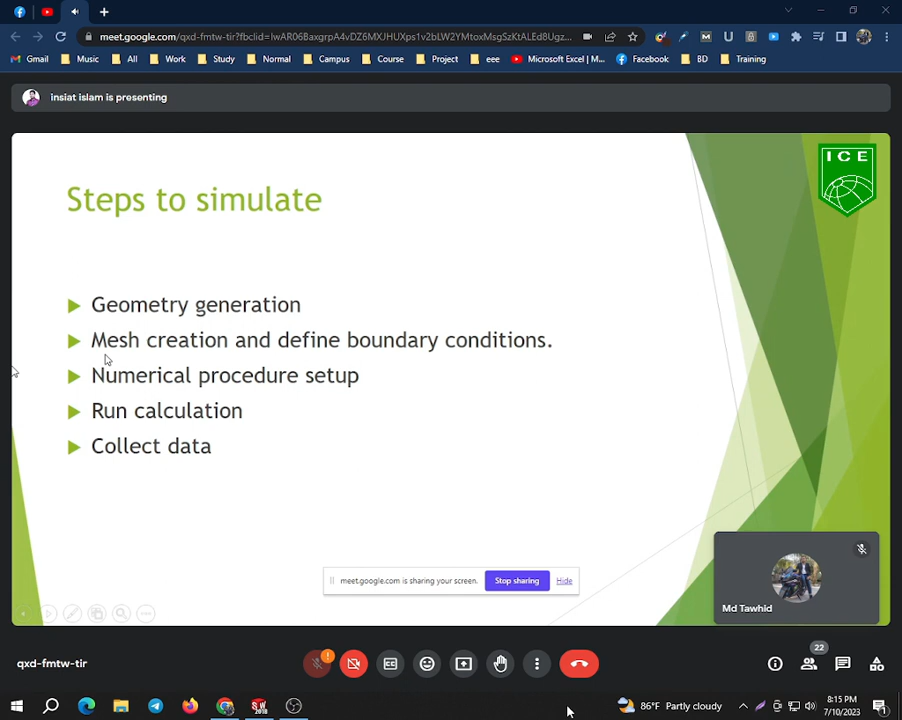 meet.google.com/qxd-fmtw-tir?fbclid=IwAR06BaxgrpA4vDZ6MXJHUXps1v2bLW2YMtoxMsgSzKtALEd8Ugz...
Gmail Music All Work Study Normal Campus Course Project eee Microsoft Excel | M... Facebook BD Training
insiat islam is presenting
I C E
Steps to simulate
Geometry generation
Mesh creation and define boundary conditions.
Numerical procedure setup
Run calculation
Collect data
meet.google.com is sharing your screen. Stop sharing Hide
Md Tawhid
qxd-fmtw-tir
22
86°F Partly cloudy
8:15 PM
7/10/2023